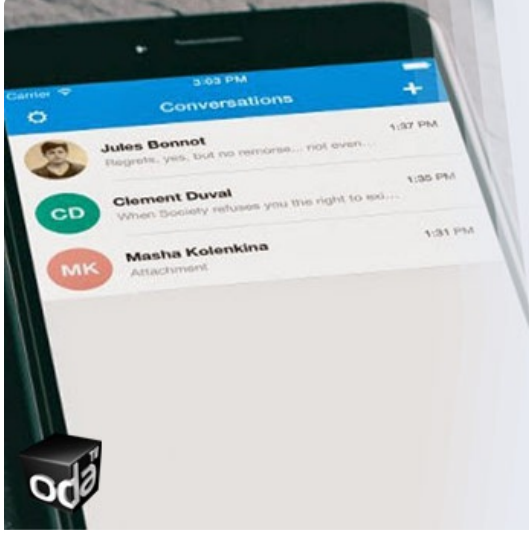 Carrier
3:03 PM
Conversations
+
Jules Bonnot
1:37 PM
Regrets, yes, but no remorse... not even...
CD
Clement Duval
1:35 PM
When Society refuses you the right to exi...
MK
Masha Kolenkina
1:31 PM
Attachment
oda TV